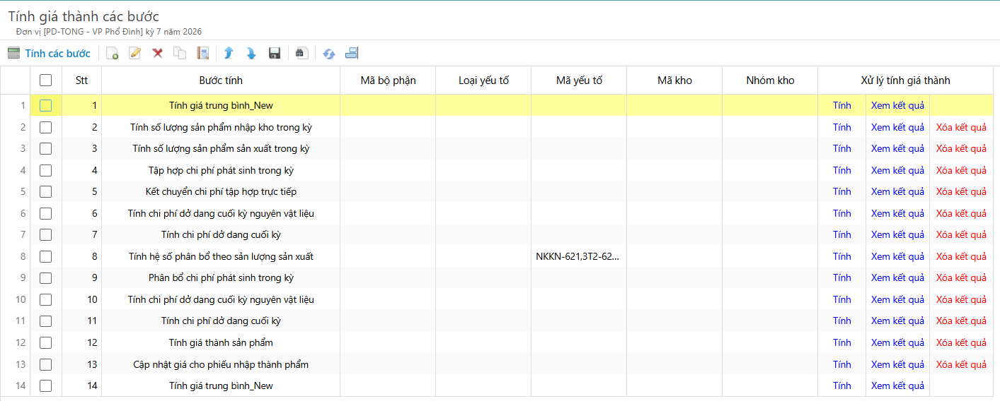 Tính giá thành các bước
Đơn vị [PD-TONG - VP Phổ Đình] kỳ 7 năm 2026
Tính các bước
Stt Bước tính Mã bộ phận Loại yếu tố Mã yếu tố Mã kho Nhóm kho Xử lý tính giá thành
1 1 Tính giá trung bình_New Tính Xem kết quả
2 2 Tính số lượng sản phẩm nhập kho trong kỳ Tính Xem kết quả Xóa kết quả
3 3 Tính số lượng sản phẩm sản xuất trong kỳ Tính Xem kết quả Xóa kết quả
4 4 Tập hợp chi phí phát sinh trong kỳ Tính Xem kết quả Xóa kết quả
5 5 Kết chuyển chi phí tập hợp trực tiếp Tính Xem kết quả Xóa kết quả
6 6 Tính chi phí dở dang cuối kỳ nguyên vật liệu Tính Xem kết quả Xóa kết quả
7 7 Tính chi phí dở dang cuối kỳ Tính Xem kết quả Xóa kết quả
8 8 Tính hệ số phân bổ theo sản lượng sản xuất NKKN-621,3T2-62... Tính Xem kết quả Xóa kết quả
9 9 Phân bổ chi phí phát sinh trong kỳ Tính Xem kết quả Xóa kết quả
10 10 Tính chi phí dở dang cuối kỳ nguyên vật liệu Tính Xem kết quả Xóa kết quả
11 11 Tính chi phí dở dang cuối kỳ Tính Xem kết quả Xóa kết quả
12 12 Tính giá thành sản phẩm Tính Xem kết quả Xóa kết quả
13 13 Cập nhật giá cho phiếu nhập thành phẩm Tính Xem kết quả Xóa kết quả
14 14 Tính giá trung bình_New Tính Xem kết quả